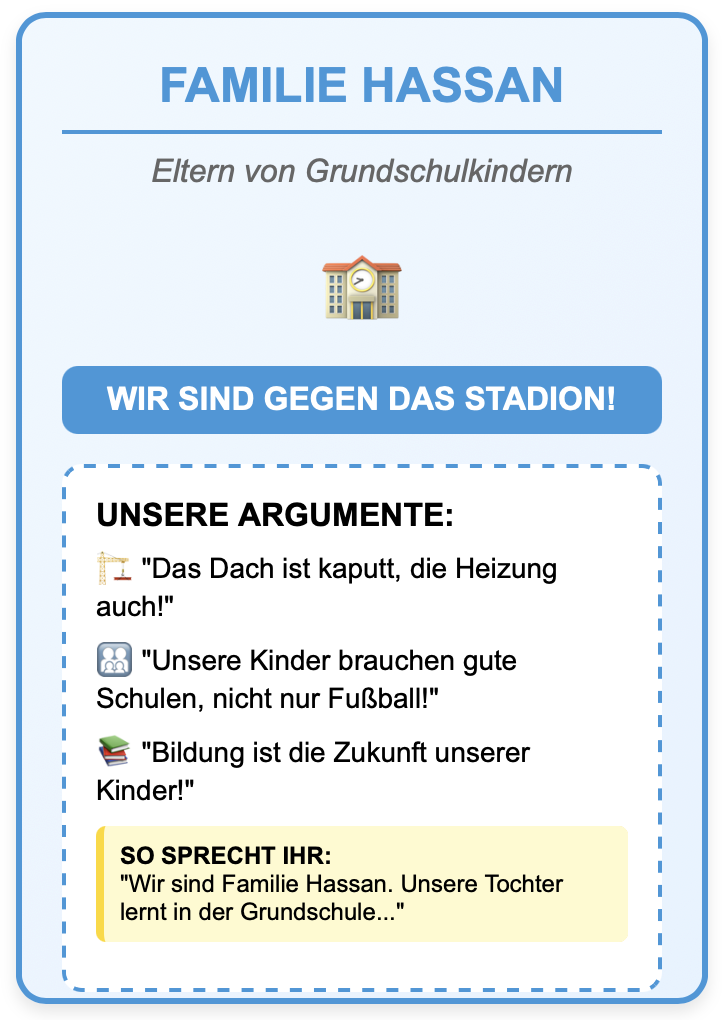 FAMILIE HASSAN
Eltern von Grundschulkindern
WIR SIND GEGEN DAS STADION!
UNSERE ARGUMENTE:
"Das Dach ist kaputt, die Heizung
auch!"
"Unsere Kinder brauchen gute
Schulen, nicht nur Fußball!"
"Bildung ist die Zukunft unserer
Kinder!"
SO SPRECHT IHR:
"Wir sind Familie Hassan. Unsere Tochter
lernt in der Grundschule..."